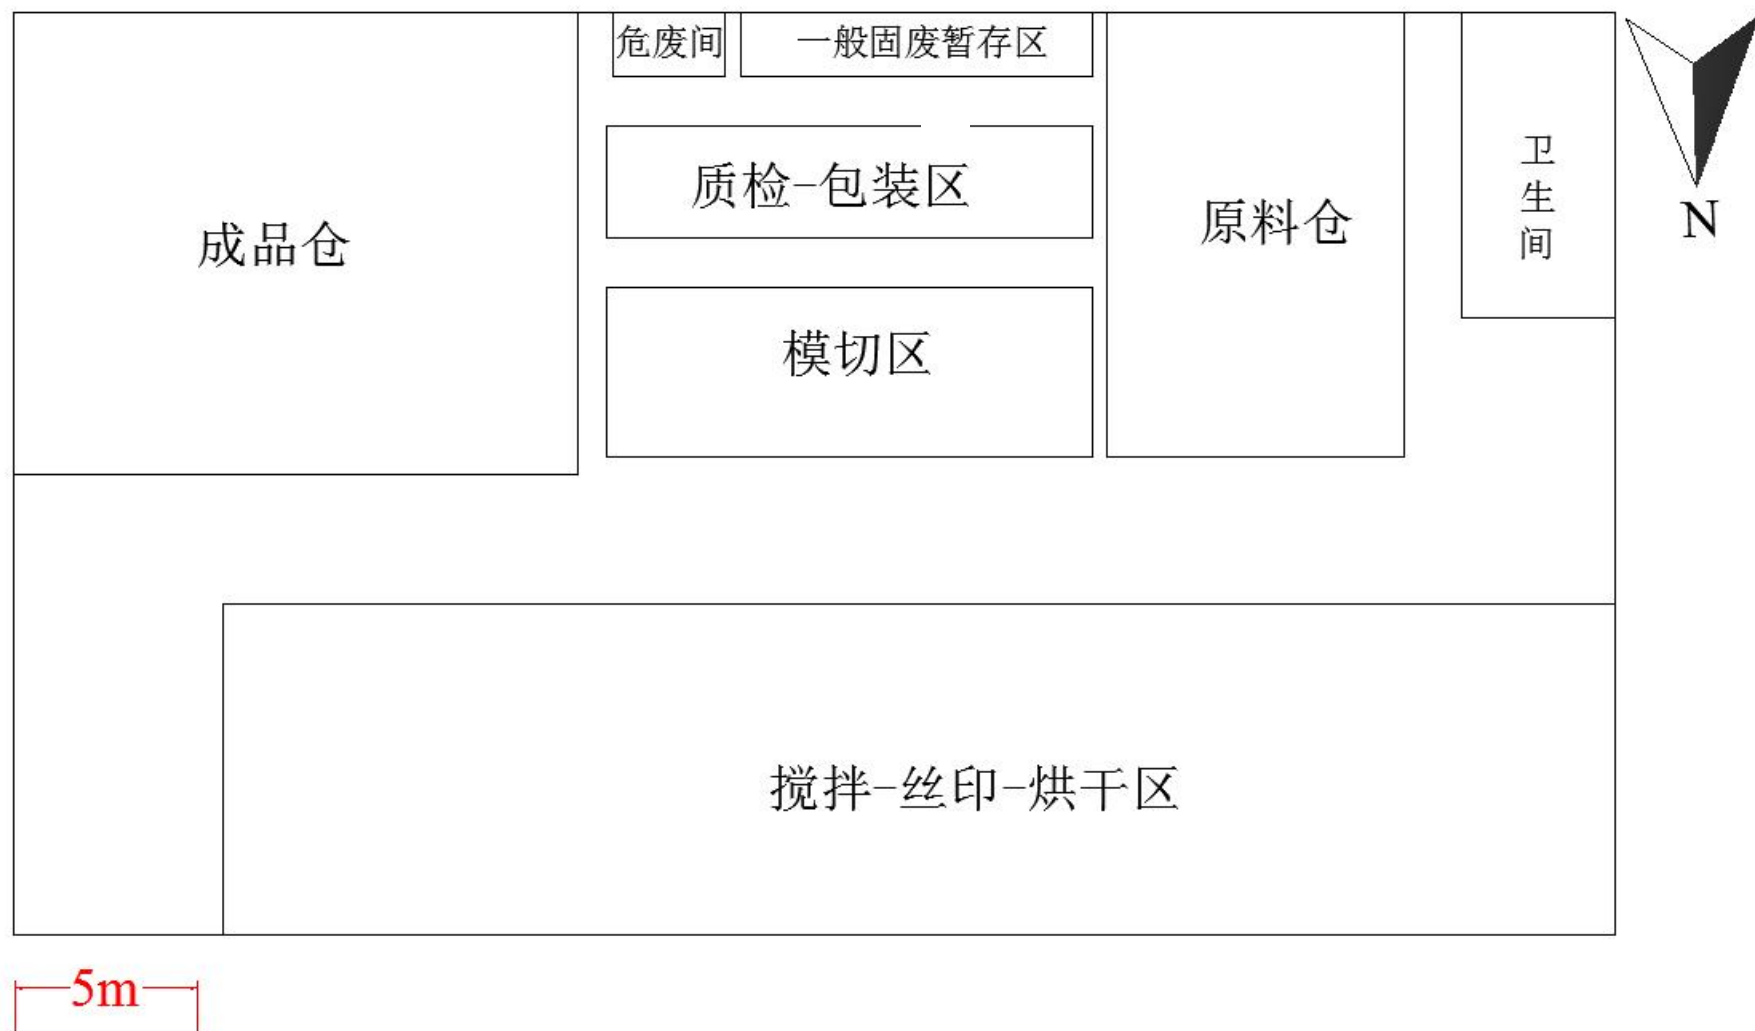 危废间
一般固废暂存区
质检-包装区
成品仓
原料仓
卫生间
N
模切区
搅拌-丝印-烘干区
5m